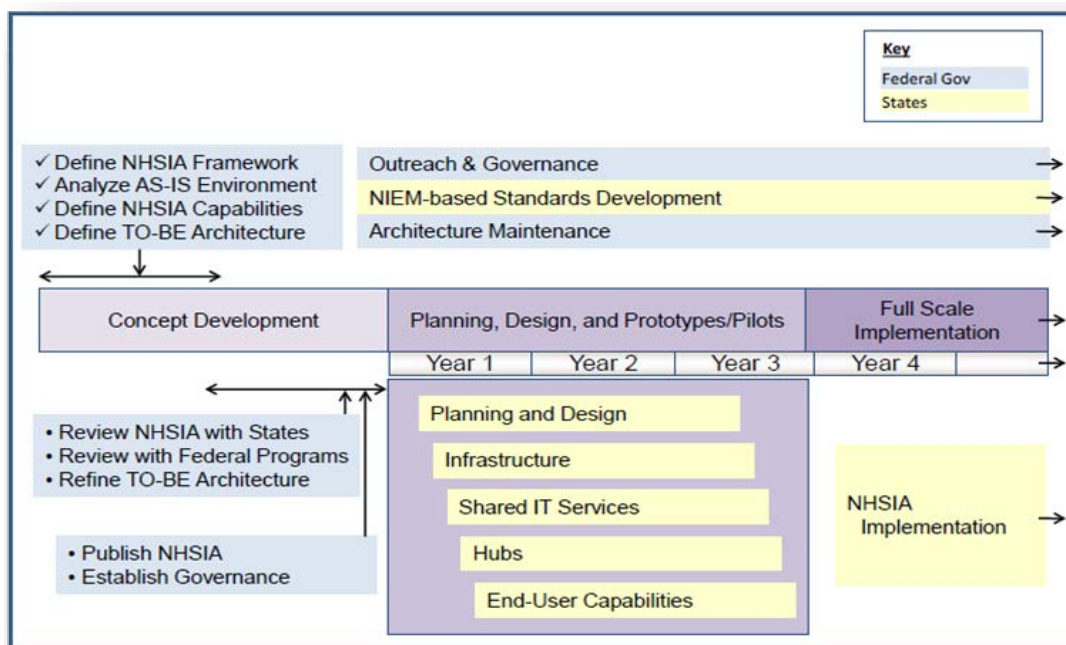 Key
Federal Gov
States
✓ Define NHSIA Framework
✓ Analyze AS-IS Environment
✓ Define NHSIA Capabilities
✓ Define TO-BE Architecture
Outreach & Governance
NIEM-based Standards Development
Architecture Maintenance
Concept Development
Planning, Design, and Prototypes/Pilots
Full Scale
Implementation
Year 1
Year 2
Year 3
Year 4
• Review NHSIA with States
• Review with Federal Programs
• Refine TO-BE Architecture
• Publish NHSIA
• Establish Governance
Planning and Design
Infrastructure
Shared IT Services
Hubs
End-User Capabilities
NHSIA
Implementation